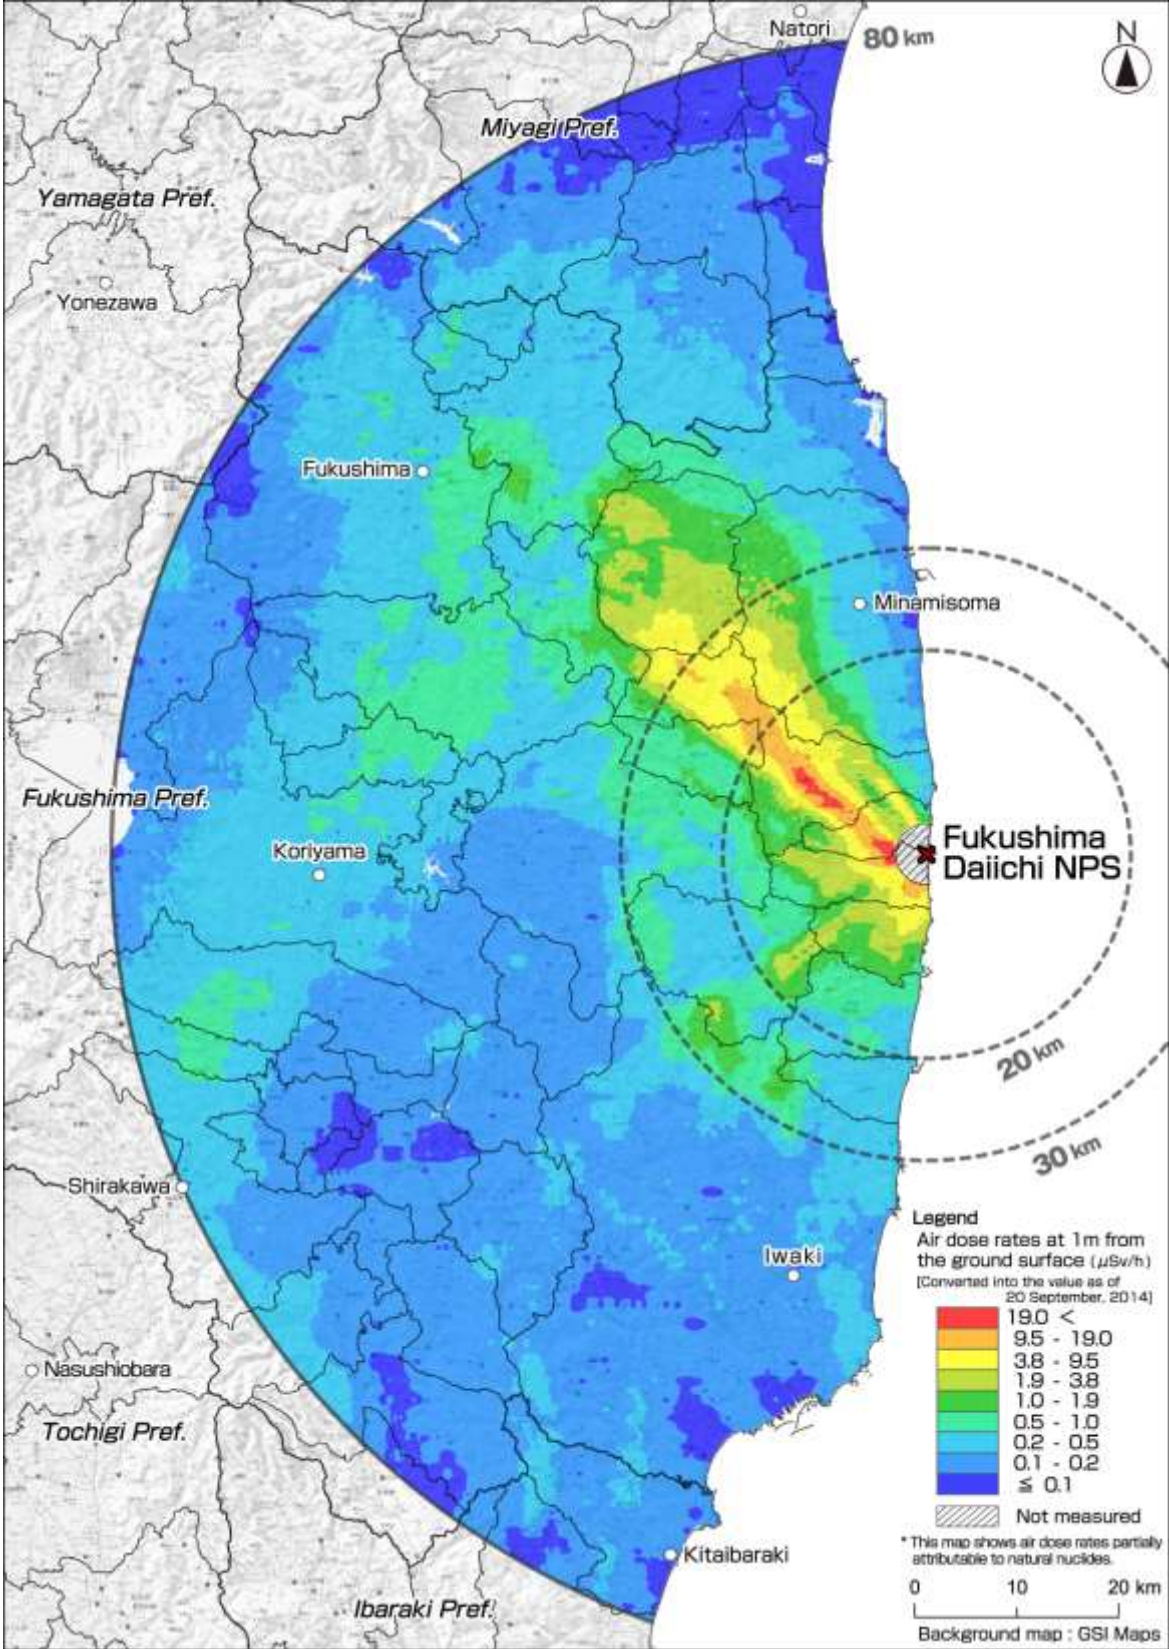 Natori
80 km
N
Miyagi Pref.
Yamagata Pref.
Yonezawa
Fukushima
Minamisoma
Fukushima Pref.
Koriyama
Fukushima
Daiichi NPS
20 km
30 km
Shirakawa
Iwaki
Nasushiobara
Tochigi Pref.
Kitaibaraki
Ibaraki Pref.
Legend
Air dose rates at 1m from
the ground surface (μSv/h)
[Converted into the value as of
20 September, 2014]
19.0 <
9.5 - 19.0
3.8 - 9.5
1.9 - 3.8
1.0 - 1.9
0.5 - 1.0
0.2 - 0.5
0.1 - 0.2
≦ 0.1
Not measured
* This map shows air dose rates partially
attributable to natural nuclides.
0 10 20 km
Background map : GSI Maps